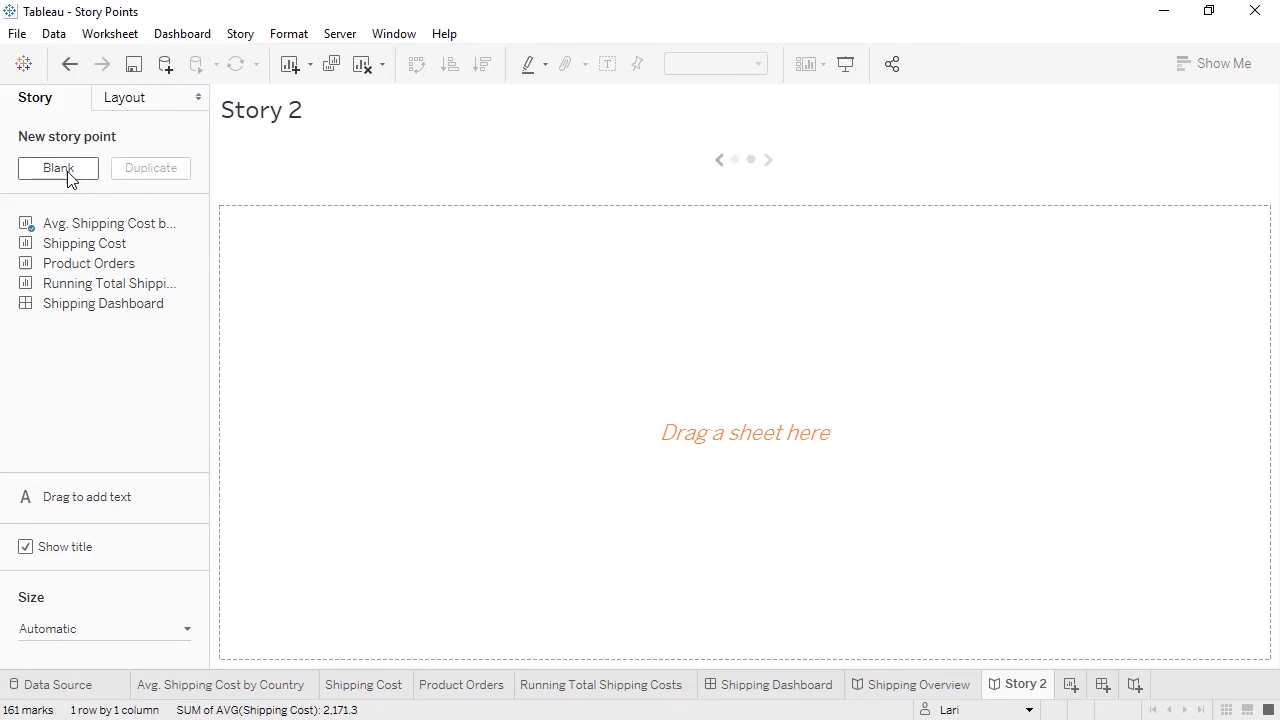 Tableau - Story Points
File Data Worksheet Dashboard Story Format Server Window Help
Show Me
Story Layout
New story point
Blank Duplicate
Avg. Shipping Cost b...
Shipping Cost
Product Orders
Running Total Shippi...
Shipping Dashboard
A Drag to add text
Show title
Size
Automatic
Story 2
Drag a sheet here
Data Source Avg. Shipping Cost by Country Shipping Cost Product Orders Running Total Shipping Costs Shipping Dashboard Shipping Overview Story 2
161 marks 1 row by 1 column SUM of AVG(Shipping Cost): 2,171.3 Lari